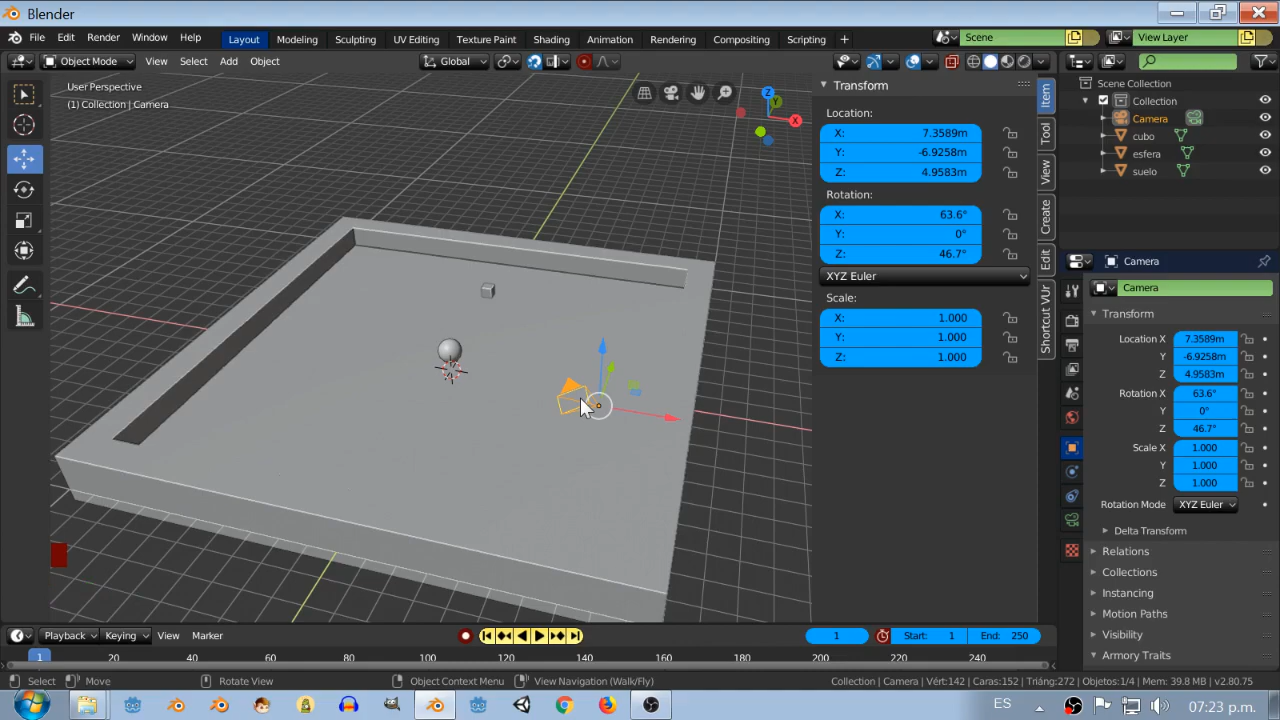 Blender
File Edit Render Window Help Layout Modeling Sculpting UV Editing Texture Paint Shading Animation Rendering Compositing Scripting + Scene View Layer
Object Mode View Select Add Object Global
User Perspective
(1) Collection | Camera
Z
Y
X
Transform
Location:
X: 7.3589m
Y: -6.9258m
Z: 4.9583m
Rotation:
X: 63.6°
Y: 0°
Z: 46.7°
XYZ Euler
Scale:
X: 1.000
Y: 1.000
Z: 1.000
Item
Tool
View
Create
Edit
Shortcut VUr
Scene Collection
Collection
Camera
cubo
esfera
suelo
Camera
Camera
Transform
Location X 7.3589m
Y -6.9258m
Z 4.9583m
Rotation X 63.6°
Y 0°
Z 46.7°
Scale X 1.000
Y 1.000
Z 1.000
Rotation Mode XYZ Euler
Delta Transform
Relations
Collections
Instancing
Motion Paths
Visibility
Armory Traits
Playback Keying View Marker 1 Start: 1 End: 250
1 20 40 60 80 100 120 140 160 180 200 220 240
Select Move Rotate View Object Context Menu View Navigation (Walk/Fly) Collection | Camera | Vért:142 | Caras:152 | Triáng:272 | Objetos:1/4 | Mem: 39.8 MB | v2.80.75
ES 07:23 p.m.